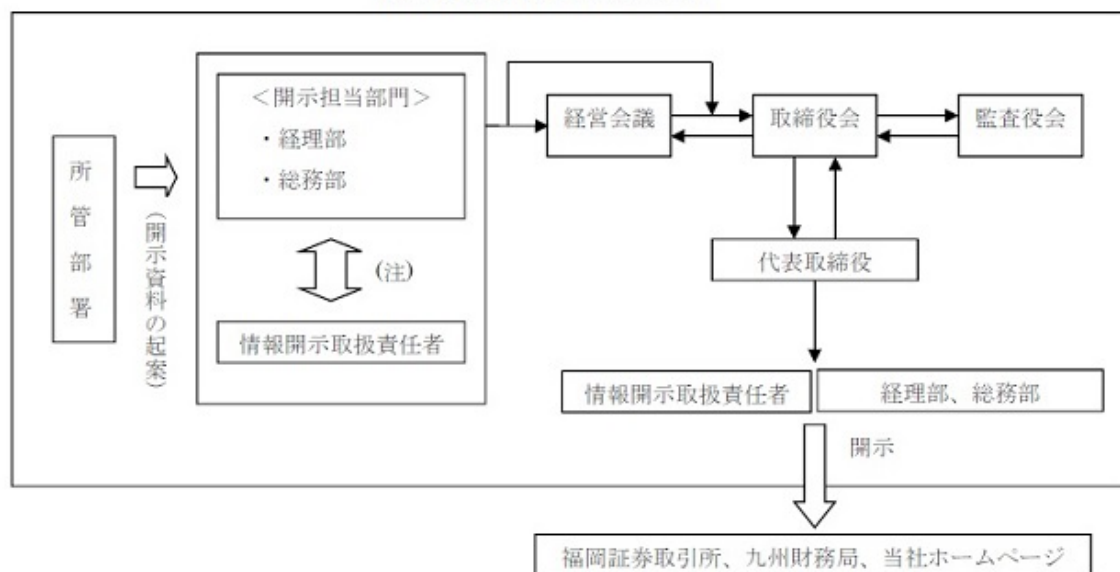 所管部署
(開示資料の起案)
＜開示担当部門＞
・経理部
・総務部
(注)
情報開示取扱責任者
経営会議
取締役会
監査役会
代表取締役
情報開示取扱責任者
経理部、総務部
開示
福岡証券取引所、九州財務局、当社ホームページ